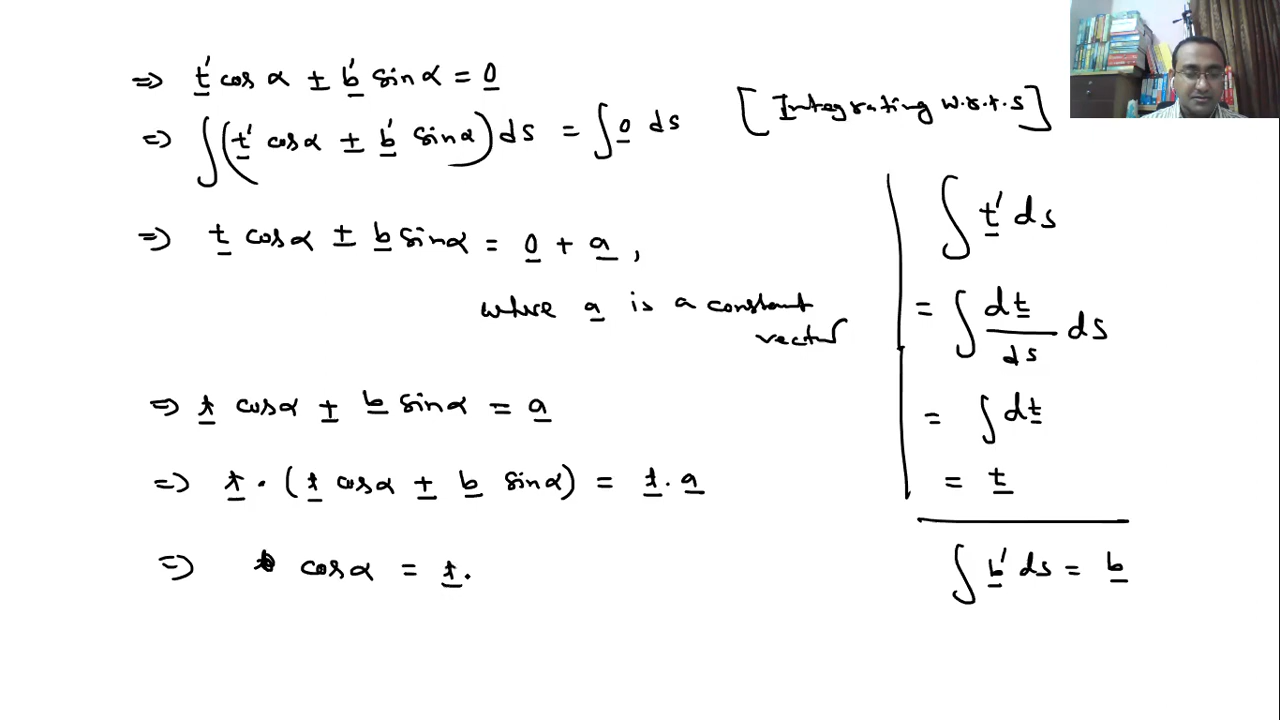 ⇒ t' cos α ± b' sin α = 0
⇒ ∫(t' cos α ± b' sin α) ds = ∫ 0 ds [Integrating w.r.t. s]
⇒ t cos α ± b sin α = 0 + a,
where a is a constant
vector
⇒ t cos α ± b sin α = a
⇒ t · (t cos α ± b sin α) = t · a
⇒ cos α = t ·
∫ t' ds
= ∫ dt/ds ds
= ∫ dt
= t
∫ b' ds = b